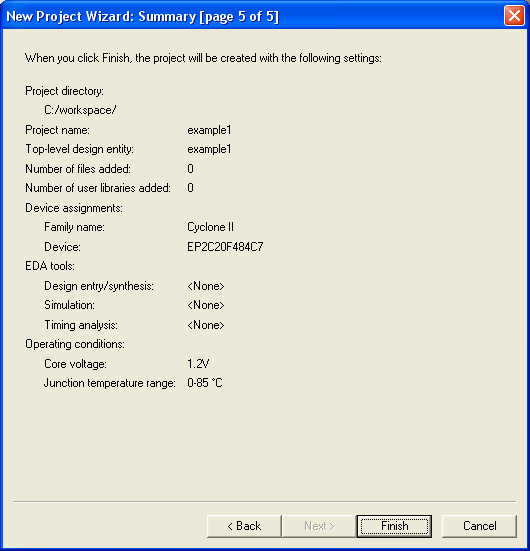 New Project Wizard: Summary [page 5 of 5]
When you click Finish, the project will be created with the following settings:
Project directory:
C:/workspace/
Project name: example1
Top-level design entity: example1
Number of files added: 0
Number of user libraries added: 0
Device assignments:
Family name: Cyclone II
Device: EP2C20F484C7
EDA tools:
Design entry/synthesis: <None>
Simulation: <None>
Timing analysis: <None>
Operating conditions:
Core voltage: 1.2V
Junction temperature range: 0-85 °C
< Back Next > Finish Cancel